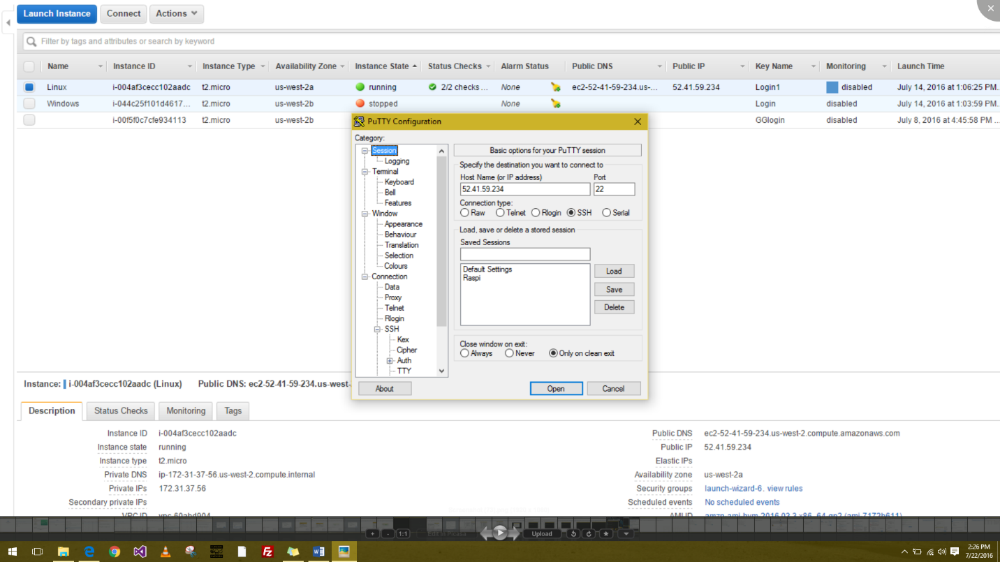 Launch Instance Connect Actions
Filter by tags and attributes or search by keyword
Name Instance ID Instance Type Availability Zone Instance State Status Checks Alarm Status Public DNS Public IP Key Name Monitoring Launch Time
Linux i-004af3cecc102aadc t2.micro us-west-2a running 2/2 checks ... None ec2-52-41-59-234.us-... 52.41.59.234 Login1 disabled July 14, 2016 at 1:06:25 PM...
Windows i-044c25f101d4617... t2.micro us-west-2b stopped None Login disabled July 14, 2016 at 1:03:59 PM...
i-00f5f0c7cfe934113 t2.micro us-west-2b GGlogin disabled July 8, 2016 at 4:45:58 PM ...
PuTTY Configuration
Category:
Session
Logging
Terminal
Keyboard
Bell
Features
Window
Appearance
Behaviour
Translation
Selection
Colours
Connection
Data
Proxy
Telnet
Rlogin
SSH
Kex
Cipher
Auth
TTY
Basic options for your PuTTY session
Specify the destination you want to connect to
Host Name (or IP address) Port
52.41.59.234 22
Connection type:
Raw Telnet Rlogin SSH Serial
Load, save or delete a stored session
Saved Sessions
Default Settings
Raspi
Load
Save
Delete
Close window on exit:
Always Never Only on clean exit
About Open Cancel
Instance: i-004af3cecc102aadc (Linux) Public DNS: ec2-52-41-59-234.us-west-
Description Status Checks Monitoring Tags
Instance ID i-004af3cecc102aadc
Instance state running
Instance type t2.micro
Private DNS ip-172-31-37-56.us-west-2.compute.internal
Private IPs 172.31.37.56
Secondary private IPs
VPC ID vpc-60abd904
Public DNS ec2-52-41-59-234.us-west-2.compute.amazonaws.com
Public IP 52.41.59.234
Elastic IPs
Availability zone us-west-2a
Security groups launch-wizard-6. view rules
Scheduled events No scheduled events
AMI ID amzn-ami-hvm-2016.03.3.x86_64-gp2 (ami-7172b611)
1:1 Edit in Picasa Upload
2:26 PM
7/22/2016